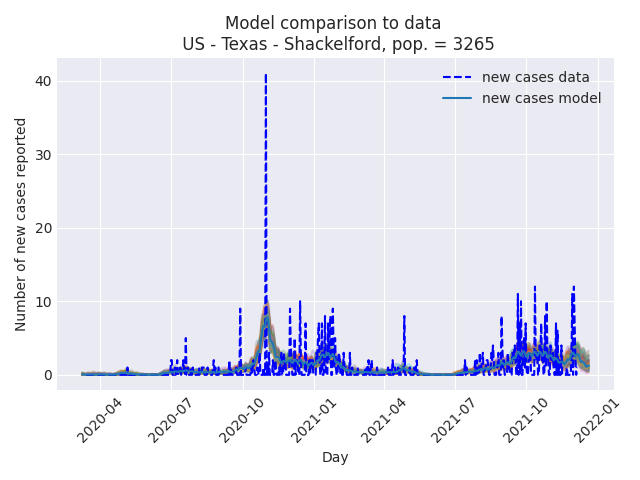 Model comparison to data
US - Texas - Shackelford, pop. = 3265
new cases data
new cases model
Number of new cases reported
40
30
20
10
0
2020-04
2020-07
2020-10
2021-01
2021-04
2021-07
2021-10
2022-01
Day